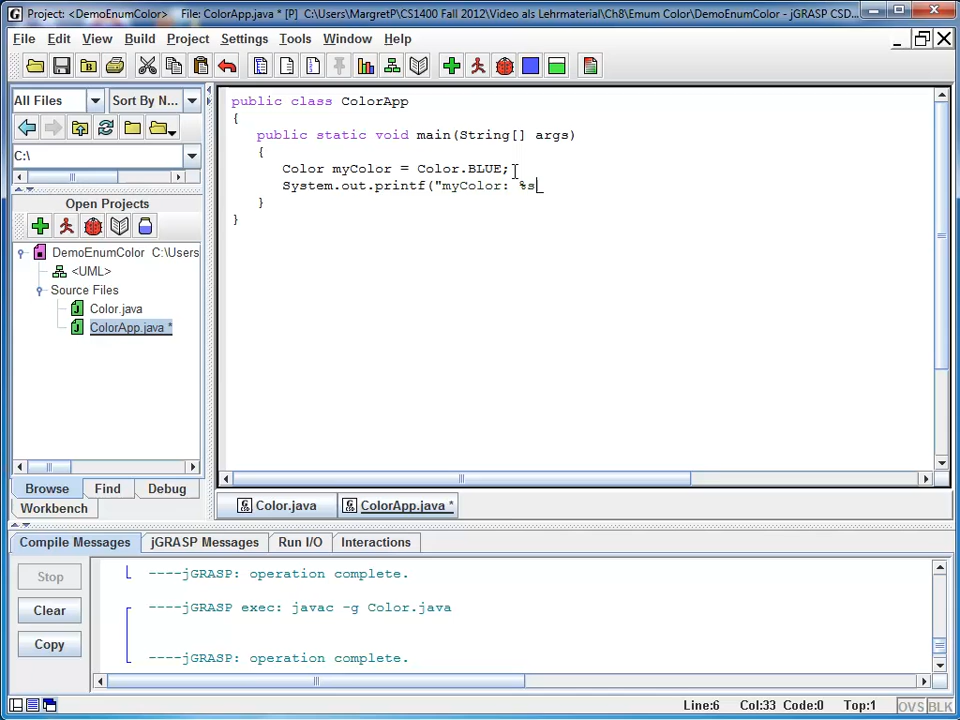 Project: <DemoEnumColor>    File: ColorApp.java * [P]  C:\Users\MargretP\CS1400 Fall 2012\Video als Lehrmaterial\Ch8\Emum Color\DemoEnumColor - jGRASP CSD...
File Edit View Build Project Settings Tools Window Help
All Files Sort By N...
C:\
Open Projects
DemoEnumColor C:\Users
<UML>
Source Files
Color.java
ColorApp.java *
Browse Find Debug
Workbench
public class ColorApp
{
public static void main(String[] args)
{
Color myColor = Color.BLUE;
System.out.printf("myColor: %s
}
}
Color.java ColorApp.java *
Compile Messages jGRASP Messages Run I/O Interactions
Stop
Clear
Copy
----jGRASP: operation complete.
----jGRASP exec: javac -g Color.java
----jGRASP: operation complete.
Line:6 Col:33 Code:0 Top:1 OVS BLK